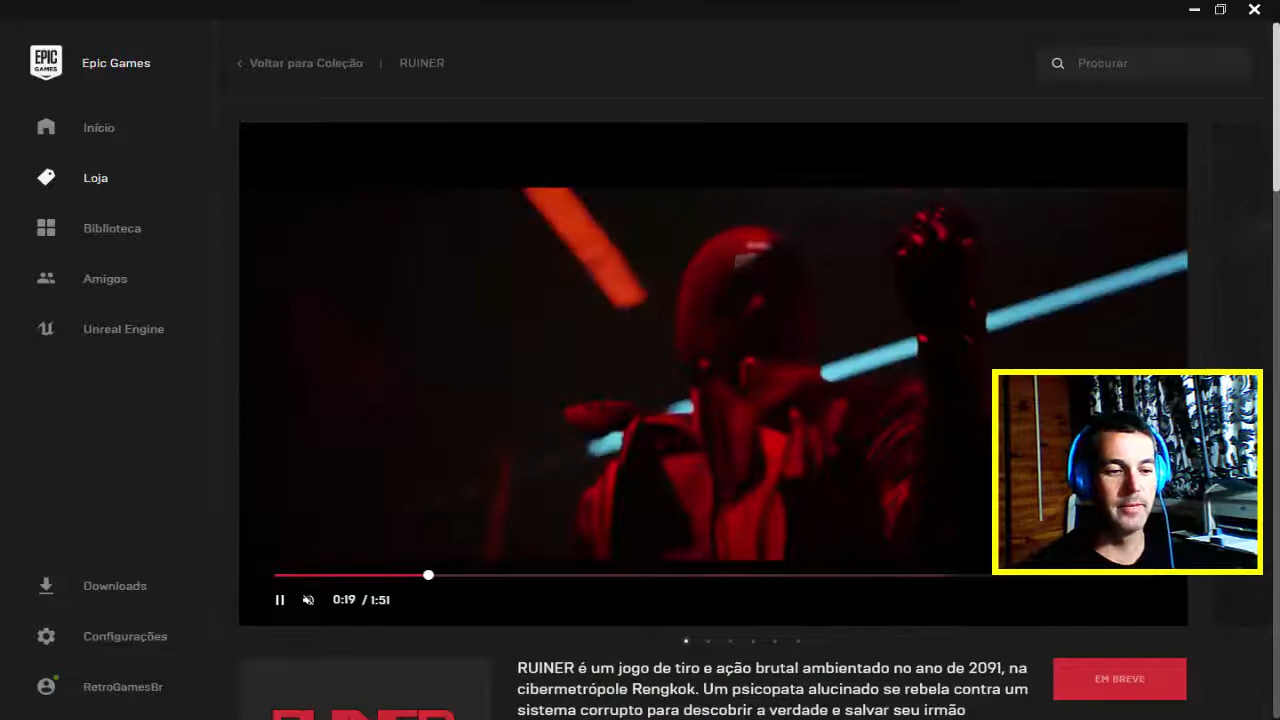 EPIC
GAMES
Epic Games
Voltar para Coleção | RUINER
Procurar
Início
Loja
Biblioteca
Amigos
Unreal Engine
Downloads
Configurações
RetroGamesBr
0:19 / 1:51
RUINER
RUINER é um jogo de tiro e ação brutal ambientado no ano de 2091, na
cibermetrópole Rengkok. Um psicopata alucinado se rebela contra um
sistema corrupto para descobrir a verdade e salvar seu irmão
EM BREVE